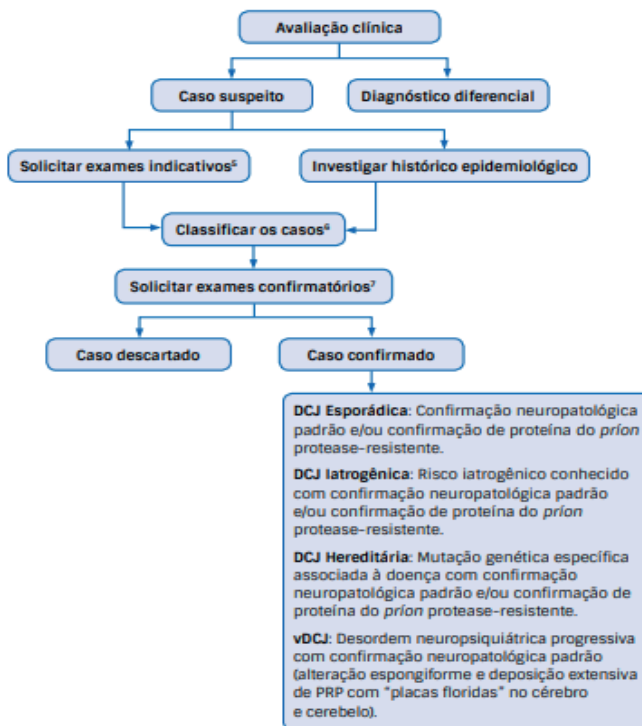 Avaliação clínica
Caso suspeito
Diagnóstico diferencial
Solicitar exames indicativos⁵
Investigar histórico epidemiológico
Classificar os casos⁶
Solicitar exames confirmatórios⁷
Caso descartado
Caso confirmado
DCJ Esporádica: Confirmação neuropatológica
padrão e/ou confirmação de proteína do príon
protease-resistente.
DCJ Iatrogênica: Risco iatrogênico conhecido
com confirmação neuropatológica padrão
e/ou confirmação de proteína do príon
protease-resistente.
DCJ Hereditária: Mutação genética específica
associada à doença com confirmação
neuropatológica padrão e/ou confirmação de
proteína do príon protease-resistente.
vDCJ: Desordem neuropsiquátrica progressiva
com confirmação neuropatológica padrão
(alteração espongiforme e deposição extensiva
de PRP com “placas floridas” no cérebro
e cerebelo).